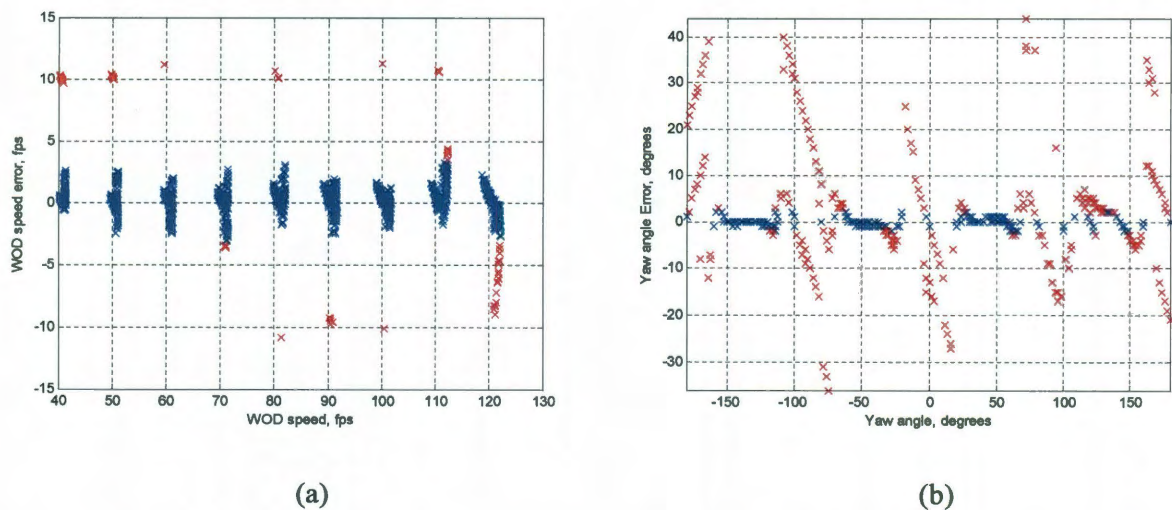 15
10
5
0
-5
-10
-15
40 50 60 70 80 90 100 110 120 130
WOD speed error, fps
WOD speed, fps
(a)
40
30
20
10
0
-10
-20
-30
-150 -100 -50 0 50 100 150
Yaw angle Error, degrees
Yaw angle, degrees
(b)